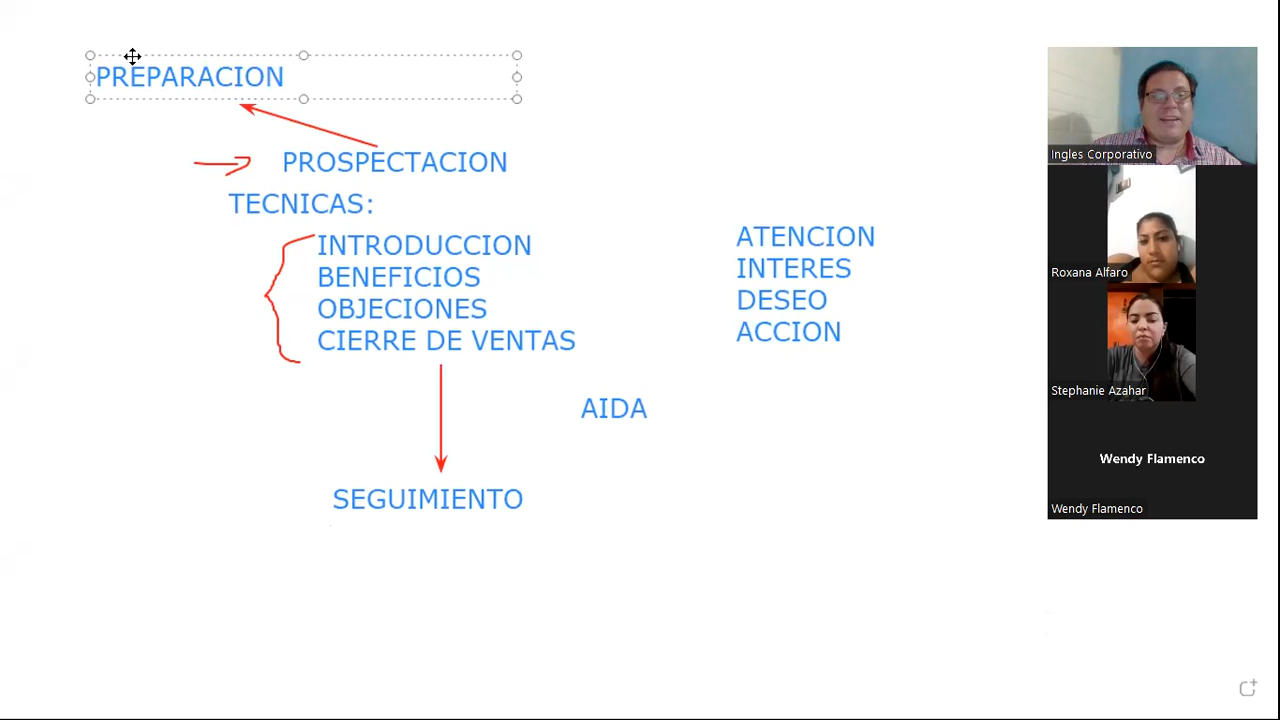 PREPARACION
PROSPECTACION
TECNICAS:
INTRODUCCION
BENEFICIOS
OBJECIONES
CIERRE DE VENTAS
ATENCION
INTERES
DESEO
ACCION
AIDA
SEGUIMIENTO
Ingles Corporativo
Roxana Alfaro
Stephanie Azahar
Wendy Flamenco
Wendy Flamenco